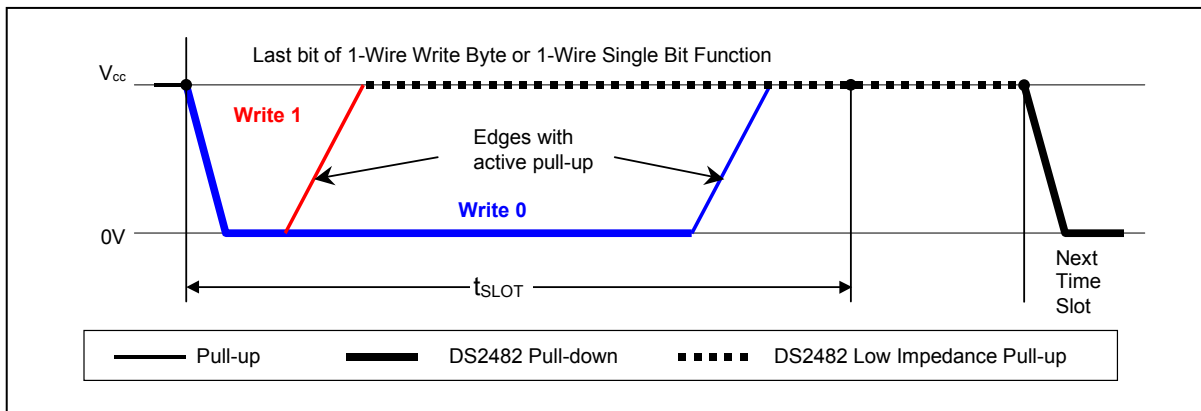 Last bit of 1-Wire Write Byte or 1-Wire Single Bit Function
Vcc
Write 1
Edges with
active pull-up
Write 0
0V
tSLOT
Next
Time
Slot
Pull-up
DS2482 Pull-down
DS2482 Low Impedance Pull-up